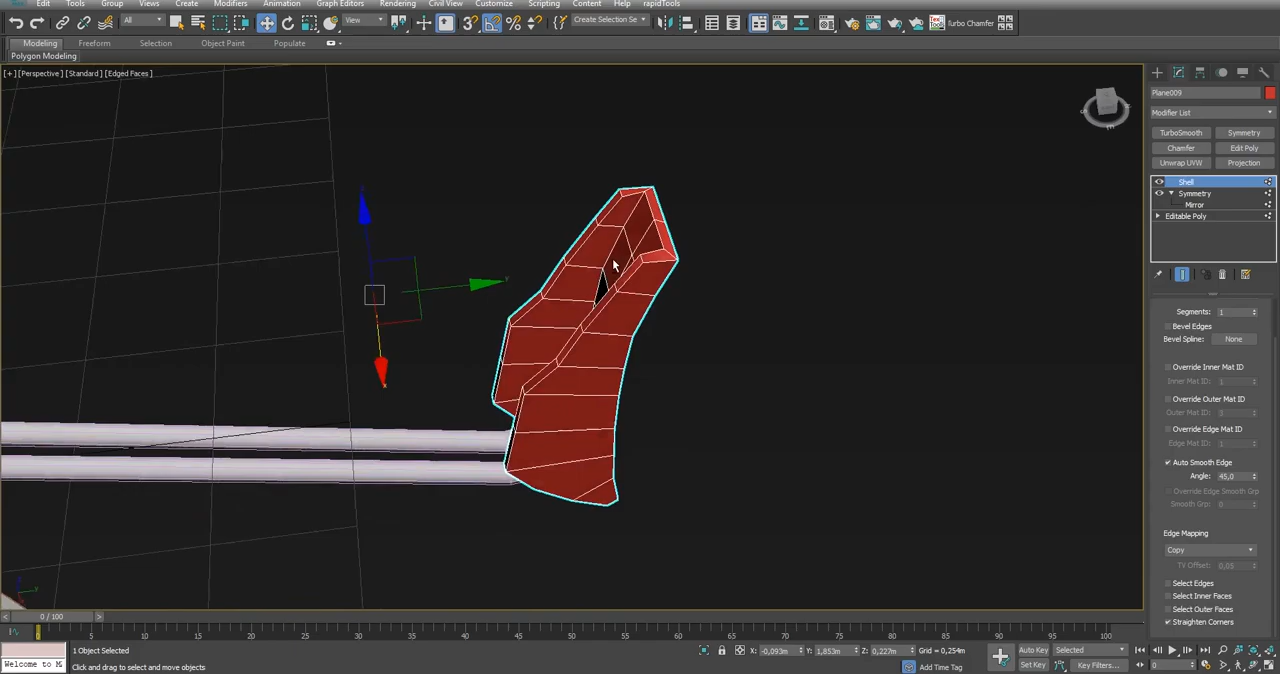 Edit Tools Group Views Create Modifiers Animation Graph Editors Rendering Civil View Customize Scripting Content Help rapidTools
All View Create Selection Se Turbo Chamfer
Modeling Freeform Selection Object Paint Populate
Polygon Modeling
[+] [Perspective] [Standard] [Edged Faces]
Plane009
Modifier List
TurboSmooth Symmetry
Chamfer Edit Poly
Unwrap UVW Projection
Shell
Symmetry
Mirror
Editable Poly
Segments: 1
Bevel Edges
Bevel Spline: None
Override Inner Mat ID
Inner Mat ID: 1
Override Outer Mat ID
Outer Mat ID: 3
Override Edge Mat ID
Edge Mat ID: 1
Auto Smooth Edge
Angle: 45,0
Override Edge Smooth Grp
Smooth Grp: 0
Edge Mapping
Copy
TV Offset: 0,05
Select Edges
Select Inner Faces
Select Outer Faces
Straighten Corners
0 / 100
0 5 10 15 20 25 30 35 40 45 50 55 60 65 70 75 80 85 90 95 100
1 Object Selected
X: -0,093m Y: 1,853m Z: 0,227m Grid = 0,254m
Auto Key Selected
Welcome to M
Click and drag to select and move objects
Add Time Tag
Set Key Key Filters... 0